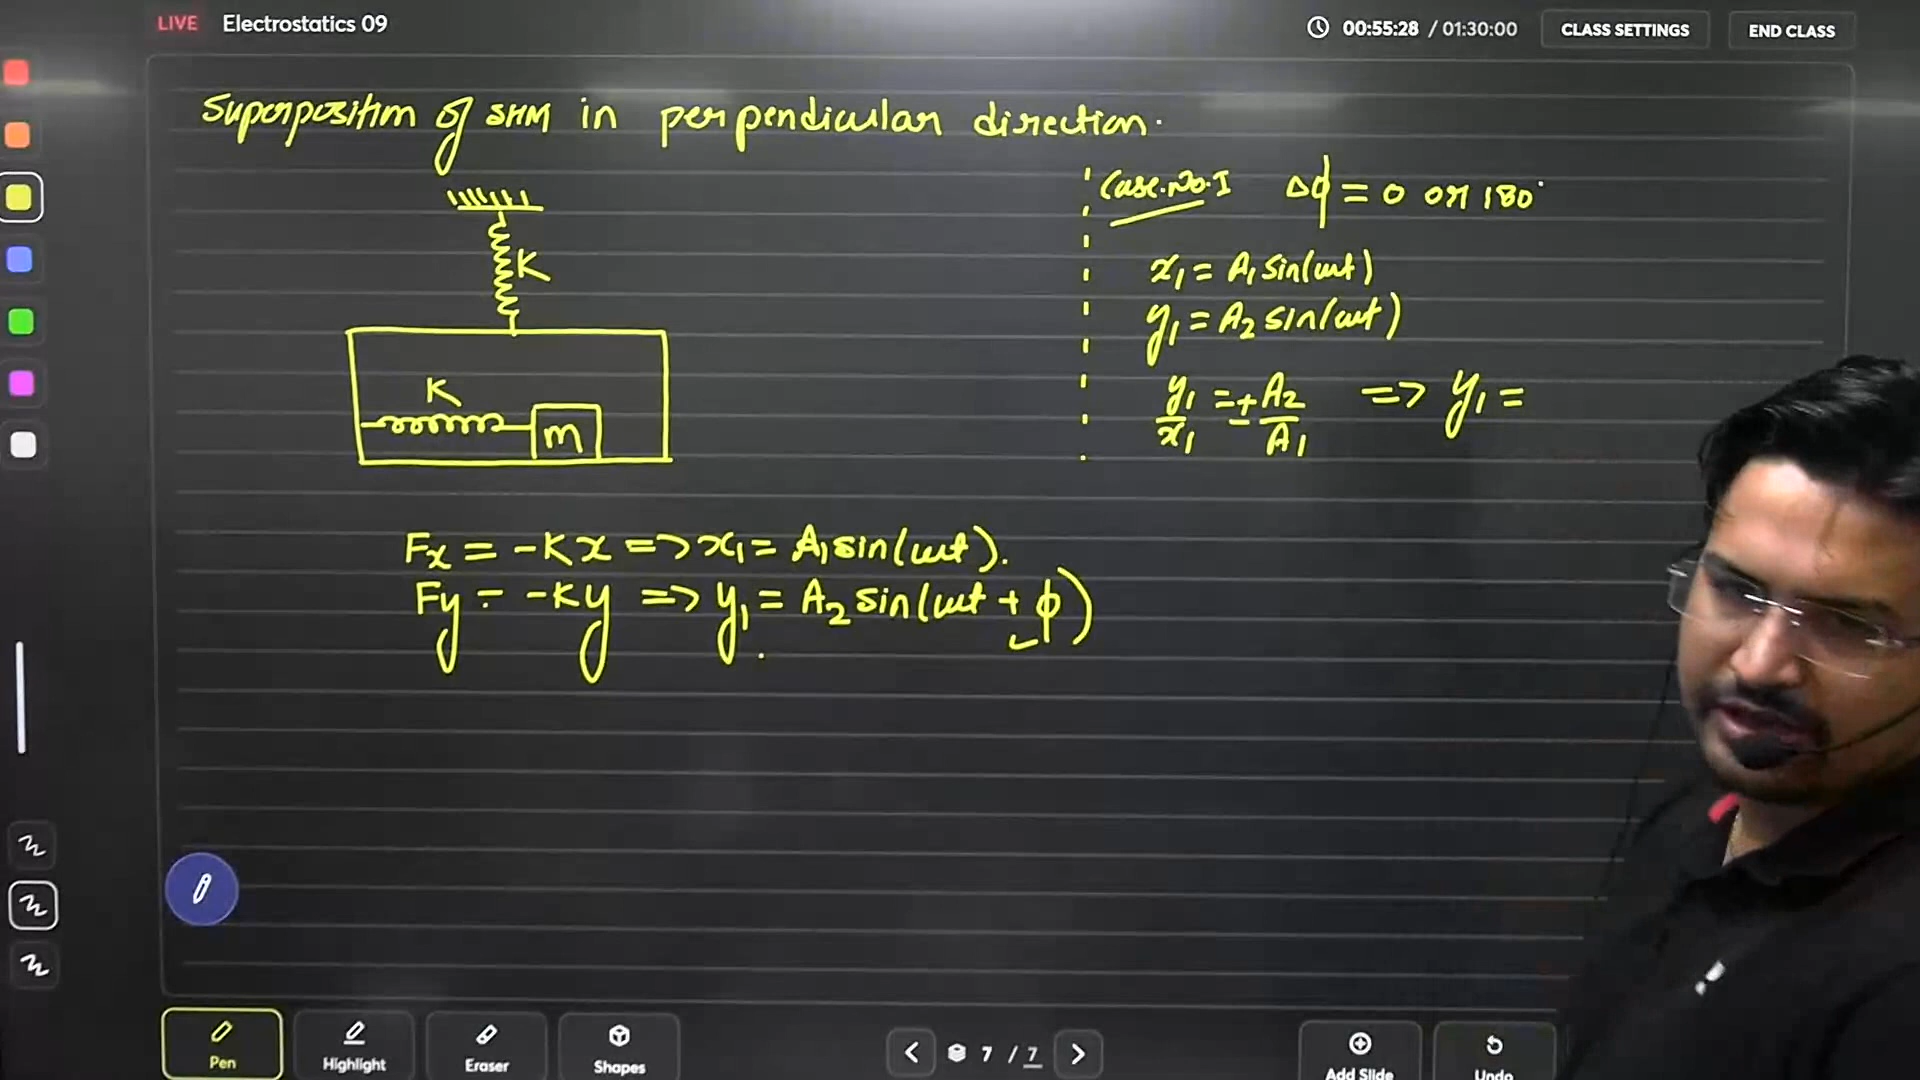 LIVE Electrostatics 09
00:55:28 / 01:30:00 CLASS SETTINGS END CLASS
Superposition of SHM in perpendicular direction.
K
K
m
Fx = -Kx => x₁ = A₁ sin(ωt).
Fy = -Ky => y₁ = A₂ sin(ωt + ϕ)
Case.No.I Δϕ = 0 or 180°
x₁ = A₁ sin(ωt)
y₁ = A₂ sin(ωt)
y₁/x₁ = ± A₂/A₁ => y₁ =
Pen Highlight Eraser Shapes
7 / 7
Add Slide Undo